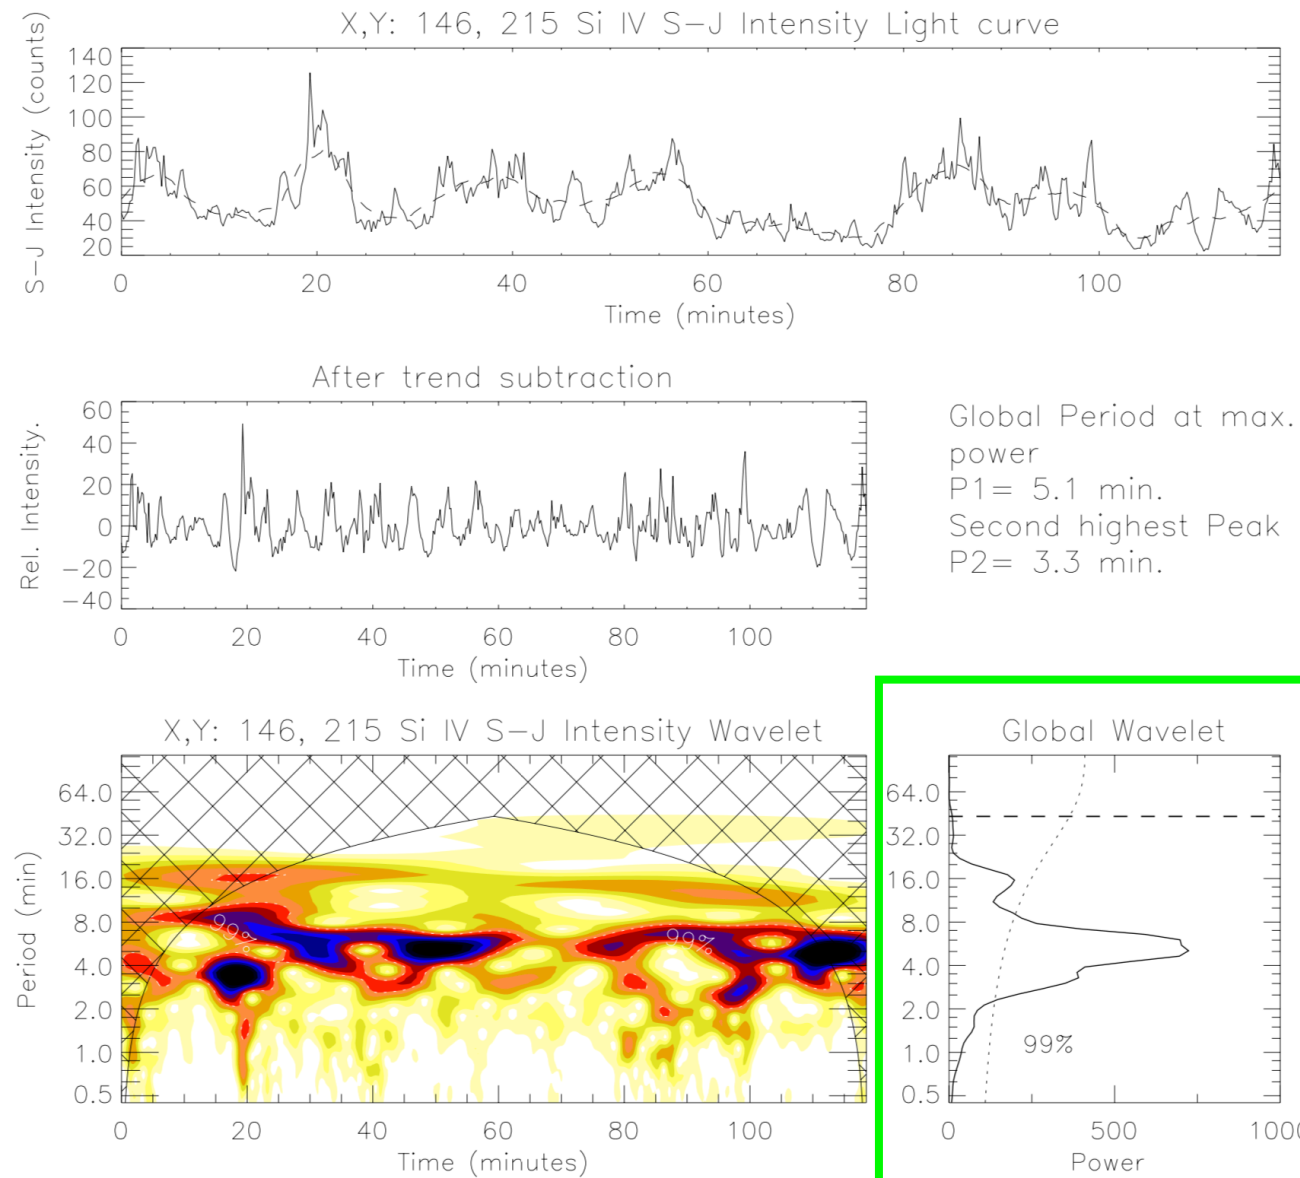 X,Y: 146, 215 Si IV S-J Intensity Light curve
S-J Intensity (counts)
140
120
100
80
60
40
20
0 20 40 60 80 100
Time (minutes)
After trend subtraction
Rel. Intensity.
60
40
20
0
-20
-40
0 20 40 60 80 100
Time (minutes)
Global Period at max.
power
P1= 5.1 min.
Second highest Peak
P2= 3.3 min.
X,Y: 146, 215 Si IV S-J Intensity Wavelet
Period (min)
64.0
32.0
16.0
8.0
4.0
2.0
1.0
0.5
99%
99%
0 20 40 60 80 100
Time (minutes)
Global Wavelet
64.0
32.0
16.0
8.0
4.0
2.0
1.0
0.5
99%
0 500 1000
Power